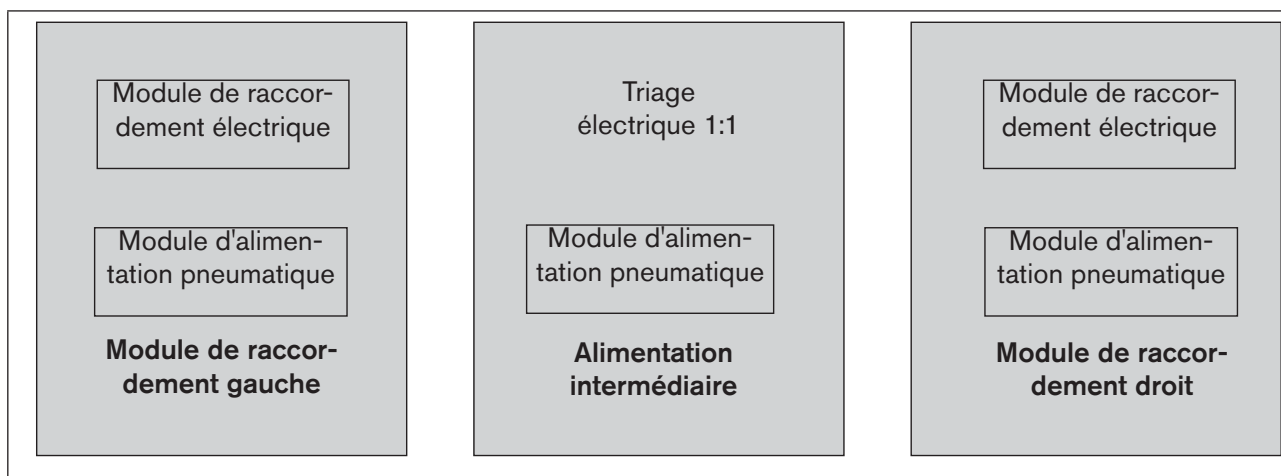 Module de raccor-
dement électrique
Module d'alimen-
tation pneumatique
Module de raccor-
dement gauche
Triage
électrique 1:1
Module d'alimen-
tation pneumatique
Alimentation
intermédiaire
Module de raccor-
dement électrique
Module d'alimen-
tation pneumatique
Module de raccor-
dement droit